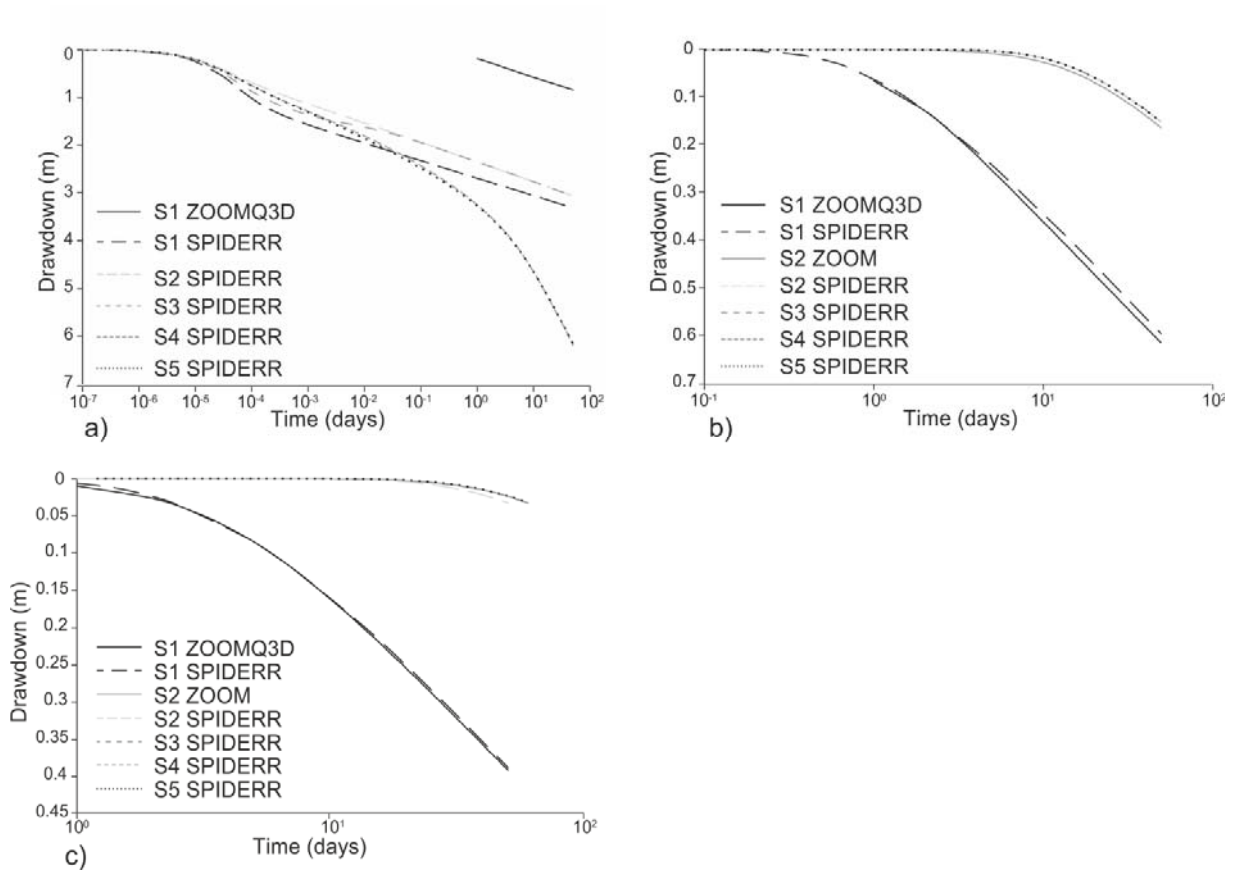 0
1
2
3
4
5
6
7
Drawdown (m)
S1 ZOOMQ3D
S1 SPIDERR
S2 SPIDERR
S3 SPIDERR
S4 SPIDERR
S5 SPIDERR
10⁻⁷ 10⁻⁶ 10⁻⁵ 10⁻⁴ 10⁻³ 10⁻² 10⁻¹ 10⁰ 10¹ 10²
Time (days)
a)
0
0.1
0.2
0.3
0.4
0.5
0.6
0.7
Drawdown (m)
S1 ZOOMQ3D
S1 SPIDERR
S2 ZOOM
S2 SPIDERR
S3 SPIDERR
S4 SPIDERR
S5 SPIDERR
10⁻¹ 10⁰ 10¹ 10²
Time (days)
b)
0
0.05
0.1
0.15
0.2
0.25
0.3
0.35
0.4
0.45
Drawdown (m)
S1 ZOOMQ3D
S1 SPIDERR
S2 ZOOM
S2 SPIDERR
S3 SPIDERR
S4 SPIDERR
S5 SPIDERR
10⁰ 10¹ 10²
Time (days)
c)